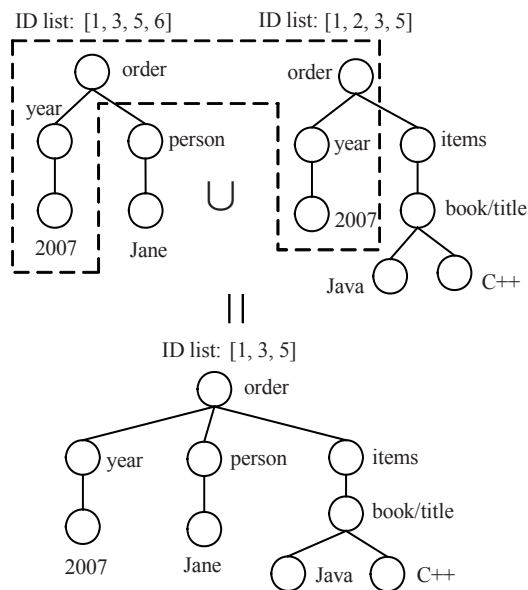 ID list: [1, 3, 5, 6] ID list: [1, 2, 3, 5]
order order
year person year items
2007 Jane ∪ 2007 book/title
Java C++
=
ID list: [1, 3, 5]
order
year person items
2007 Jane book/title
Java C++